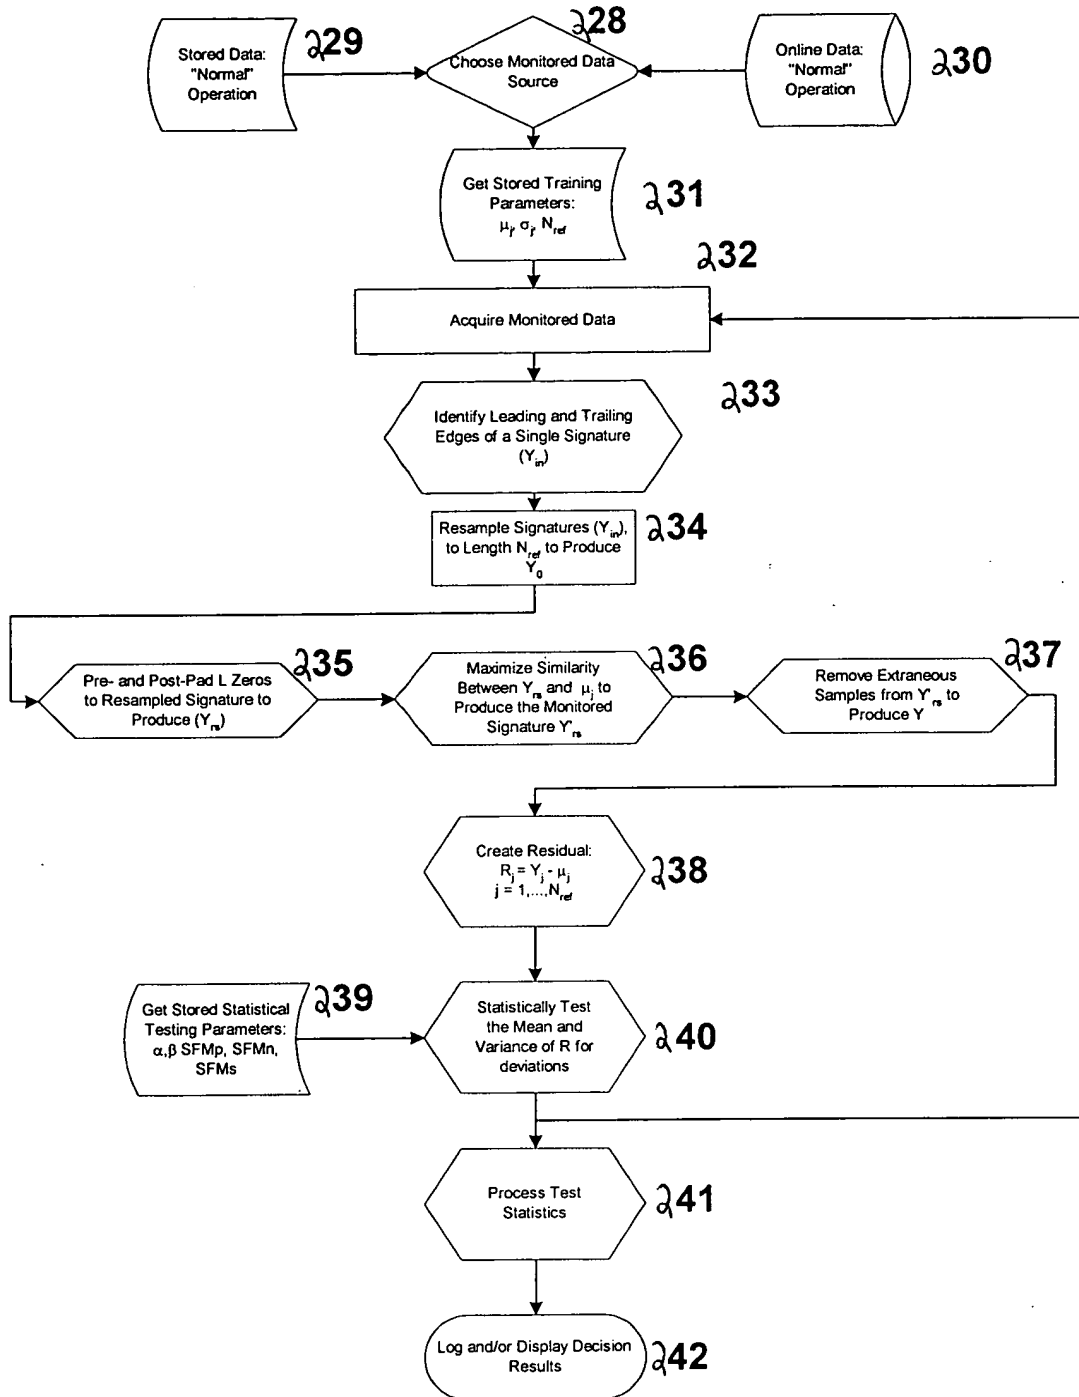 Stored Data:
"Normal"
Operation
229
228
Choose Monitored Data
Source
Online Data:
"Normal"
Operation
230
Get Stored Training
Parameters:
μj, σj, Nref
231
232
Acquire Monitored Data
233
Identify Leading and Trailing
Edges of a Single Signature
(Yin)
Resample Signatures (Yin),
to Length Nref to Produce
Y0
234
Pre- and Post-Pad L Zeros
to Resampled Signature to
Produce (Yrs)
235
Maximize Similarity
Between Yrs and μj to
Produce the Monitored
Signature Y'rs
236
Remove Extraneous
Samples from Y'rs to
Produce Y
237
Create Residual:
Rj = Yj - μj
j = 1,...,Nref
238
Get Stored Statistical
Testing Parameters:
α,β SFMp, SFMn,
SFMs
239
Statistically Test
the Mean and
Variance of R for
deviations
240
Process Test
Statistics
241
Log and/or Display Decision
Results
242